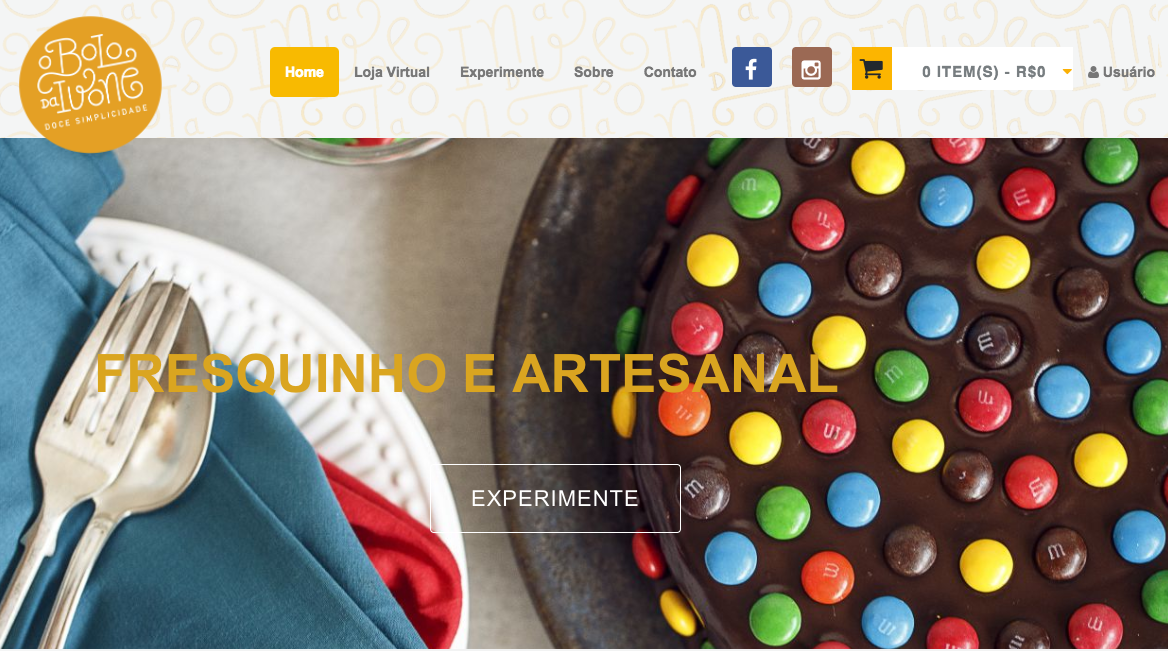 O BOLO
DA IVONE
DOCE SIMPLICIDADE
Home
Loja Virtual
Experimente
Sobre
Contato
f
0 ITEM(S) - R$0
Usuário
FRESQUINHO E ARTESANAL
EXPERIMENTE